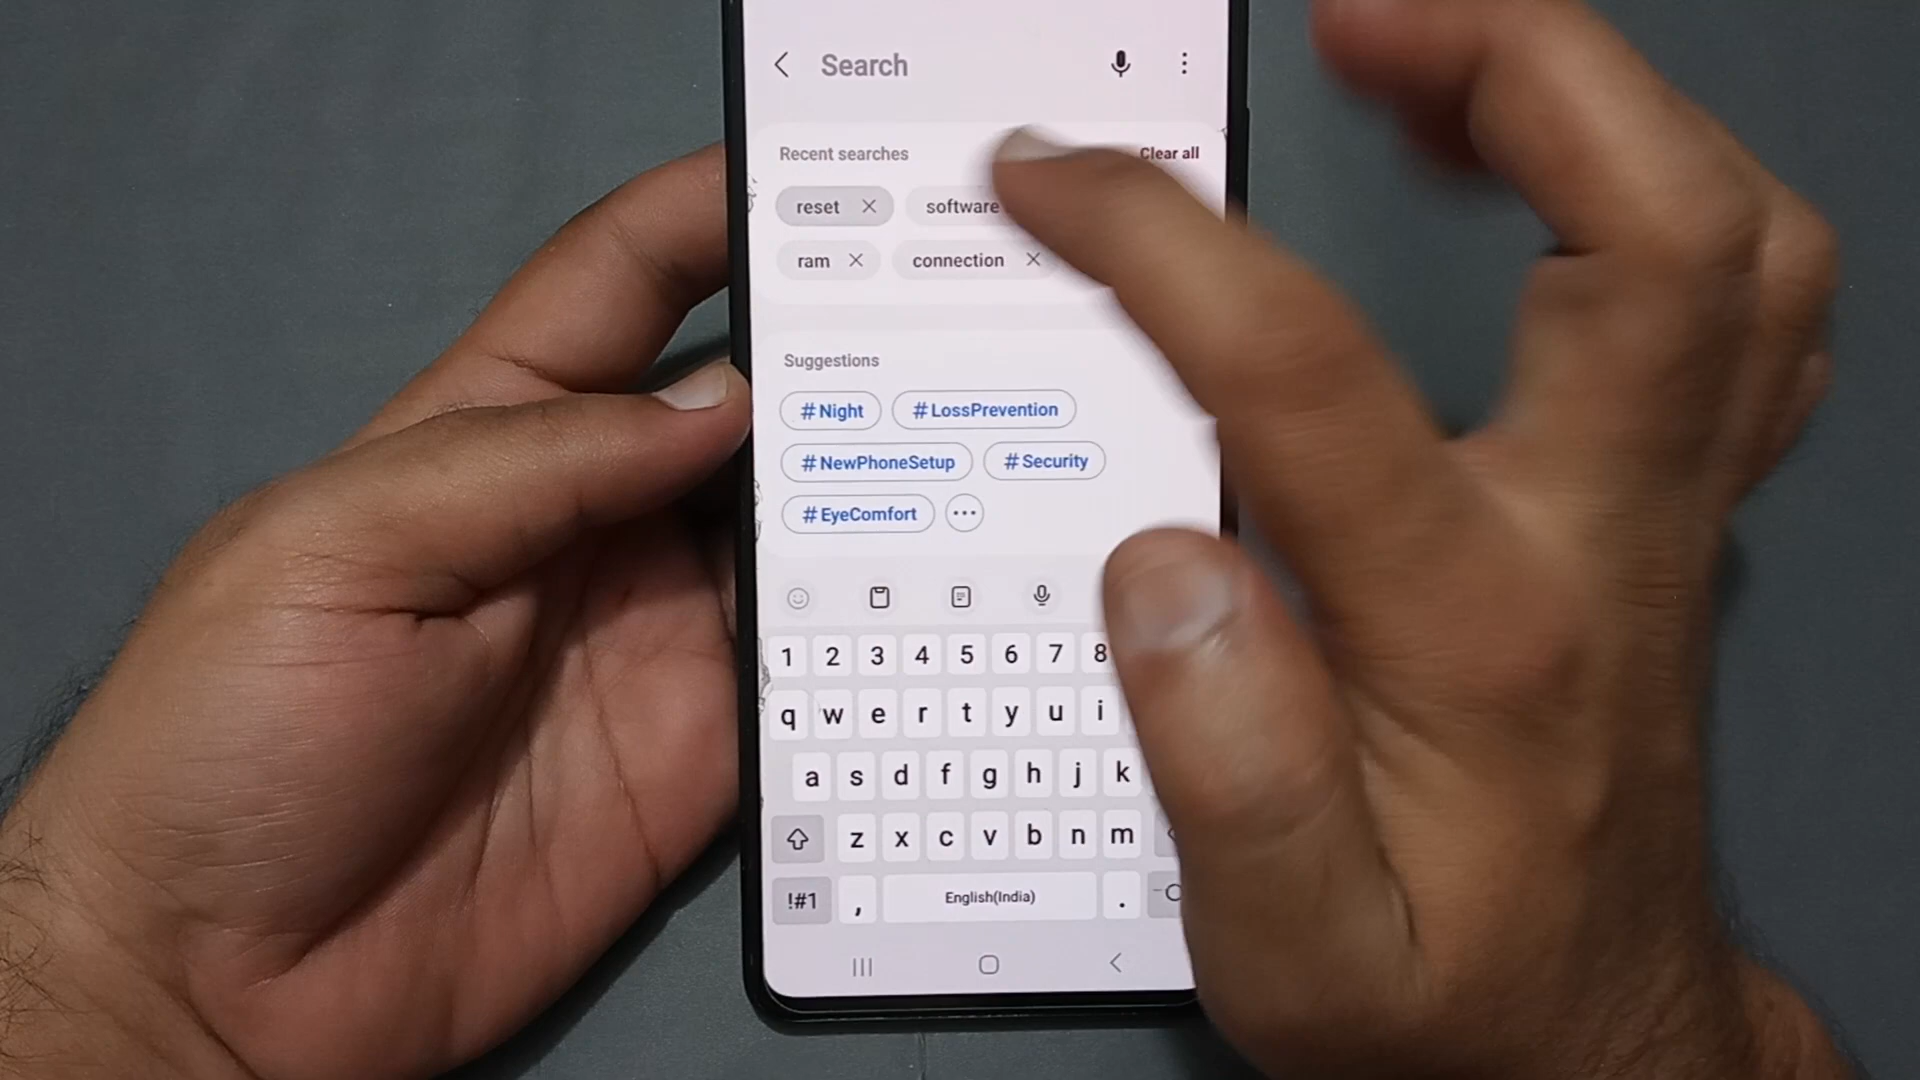 Search
Recent searches Clear all
reset software
ram connection
Suggestions
#Night #LossPrevention
#NewPhoneSetup #Security
#EyeComfort
1 2 3 4 5 6 7 8
q w e r t y u i
a s d f g h j k
z x c v b n m
!#1 , English(India) .